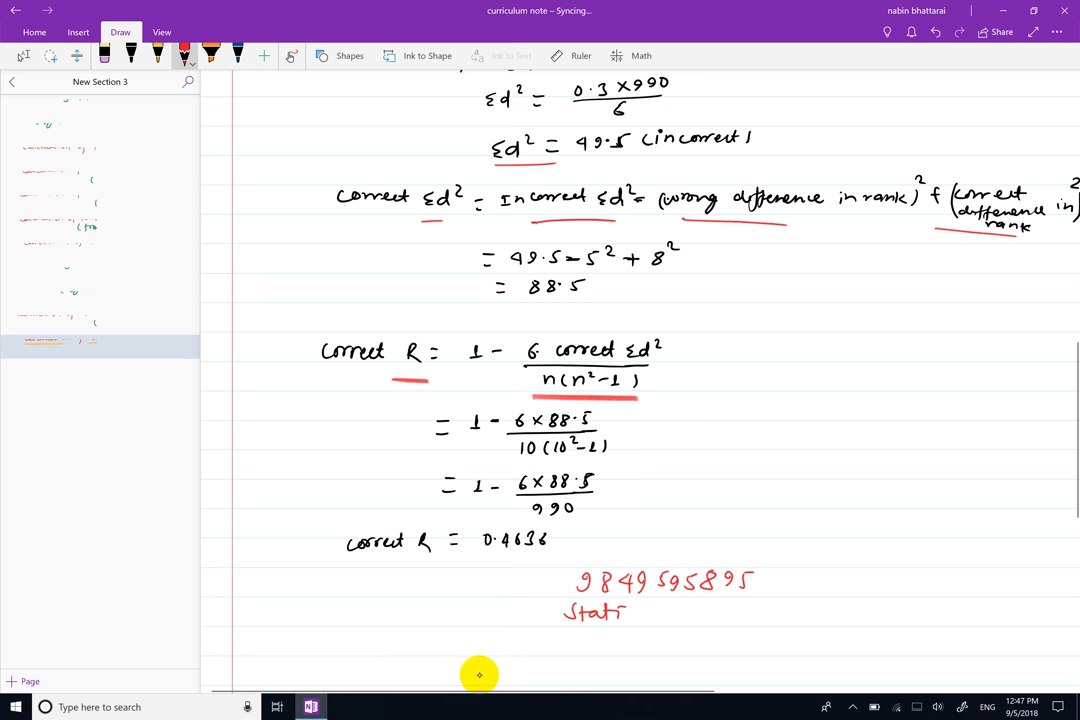 curriculum note – Syncing...
nabin bhattarai
Home Insert Draw View
Share
Shapes Ink to Shape Ink to Text Ruler Math
New Section 3
Σd² = 0.3 × 990 / 6
Σd² = 49.5 (incorrect)
correct Σd² = Incorrect Σd² - (wrong difference in rank)² + (correct difference in rank)²
= 49.5 - 5² + 8²
= 88.5
correct R = 1 - 6 correct Σd² / n(n²-1)
= 1 - 6 × 88.5 / 10(10²-1)
= 1 - 6 × 88.5 / 990
correct R = 0.4636
9849595895
Stati
Page
Type here to search
ENG
12:47 PM
9/5/2018